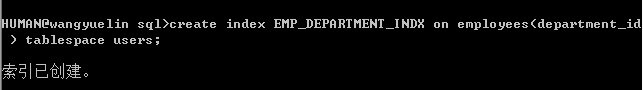 HUMAN@wangyuelin sql>create index EMP_DEPARTMENT_INDX on employees(department_id
) tablespace users;
索引已创建。